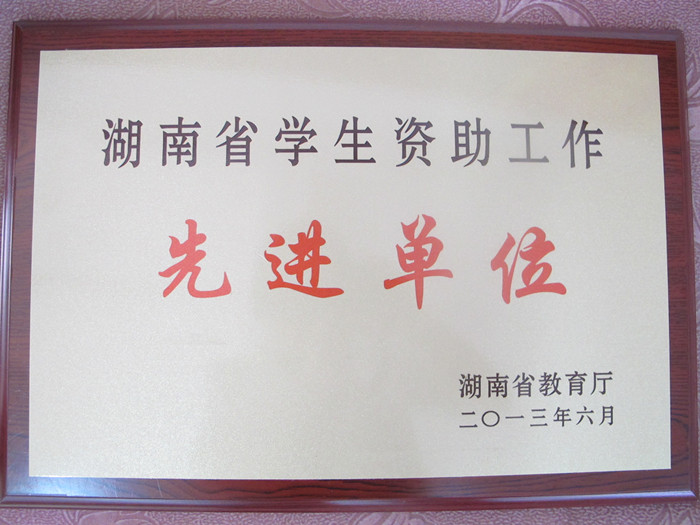 湖南省学生资助工作
先进单位
湖南省教育厅
二〇一三年六月